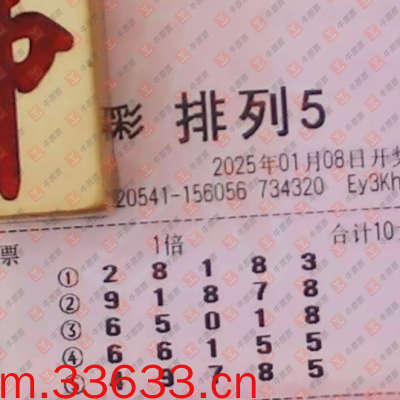 彩 排列5
2025年01月08日开奖
20541-156056 734320 Ey3Kh
票 1倍 合计10
① 2 8 1 8 3
② 9 1 8 7 8
③ 6 5 0 1 8
④ 6 6 1 5 5
⑤ 4 9 7 8 5
m.33633.cn